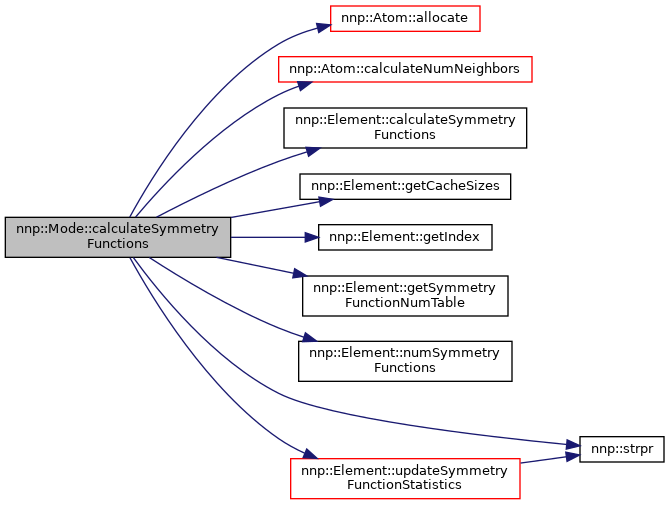 nnp::Atom::allocate
nnp::Atom::calculateNumNeighbors
nnp::Element::calculateSymmetry
Functions
nnp::Element::getCacheSizes
nnp::Mode::calculateSymmetry
Functions
nnp::Element::getIndex
nnp::Element::getSymmetry
FunctionNumTable
nnp::Element::numSymmetry
Functions
nnp::strpr
nnp::Element::updateSymmetry
FunctionStatistics